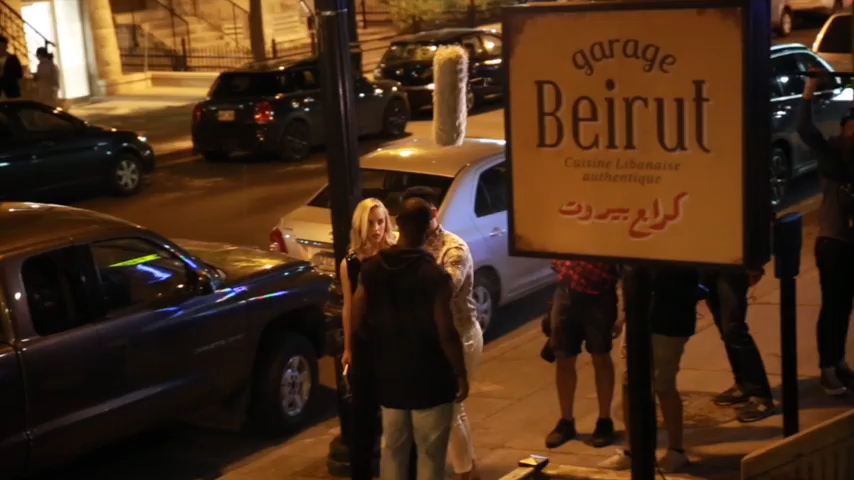 garage
Beirut
Cuisine Libanaise
authentique
كراج بيروت